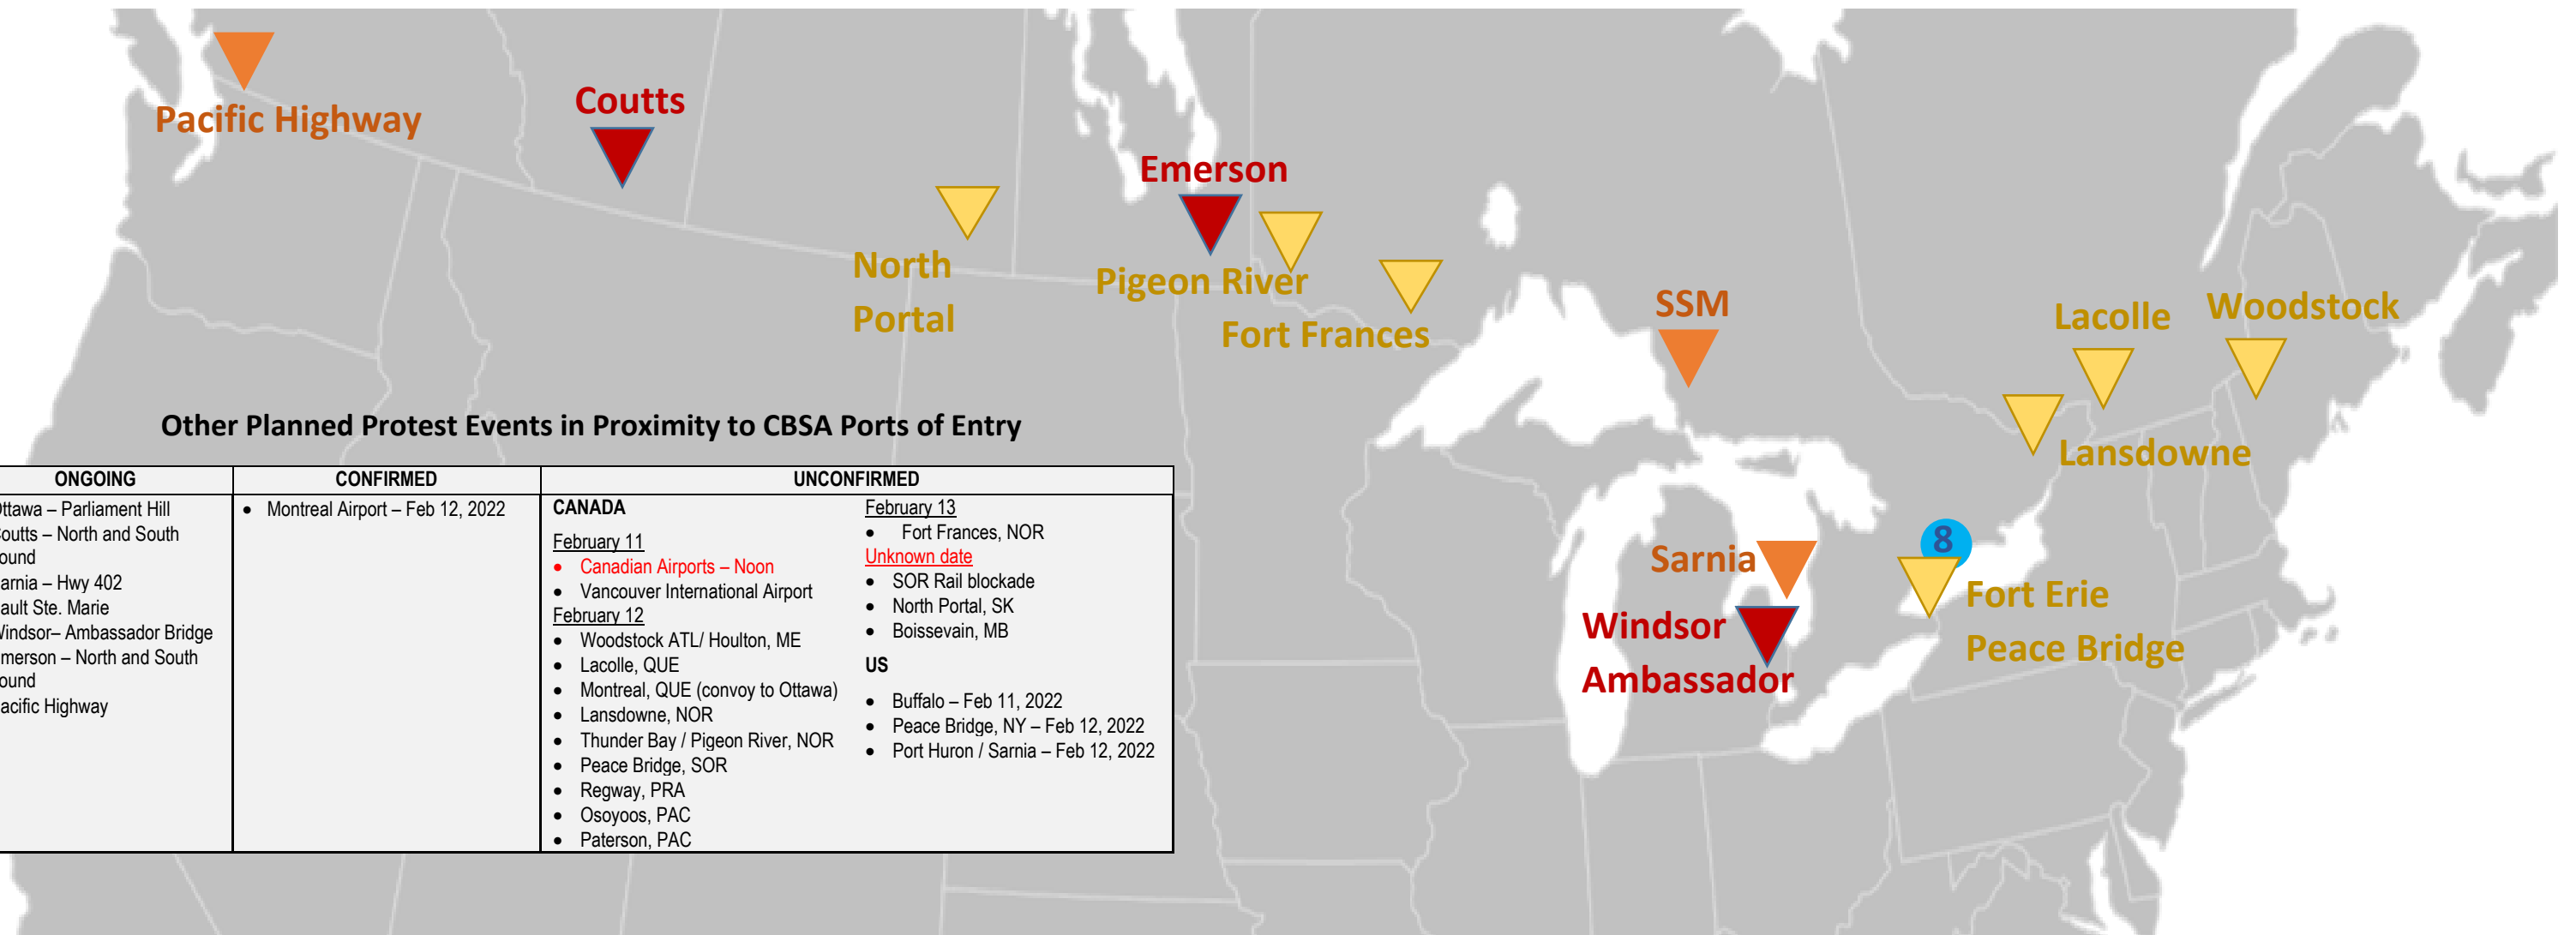 Pacific Highway
Coutts
Emerson
North
Portal
Pigeon River
Fort Frances
SSM
Lacolle
Woodstock
Lansdowne
8
Sarnia
Windsor
Ambassador
Fort Erie
Peace Bridge
Other Planned Protest Events in Proximity to CBSA Ports of Entry
ONGOING
ttawa – Parliament Hill
outts – North and South
ound
arnia – Hwy 402
ault Ste. Marie
indsor– Ambassador Bridge
merson – North and South
ound
acific Highway
CONFIRMED
• Montreal Airport – Feb 12, 2022
UNCONFIRMED
CANADA
February 11
• Canadian Airports – Noon
• Vancouver International Airport
February 12
• Woodstock ATL/ Houlton, ME
• Lacolle, QUE
• Montreal, QUE (convoy to Ottawa)
• Lansdowne, NOR
• Thunder Bay / Pigeon River, NOR
• Peace Bridge, SOR
• Regway, PRA
• Osoyoos, PAC
• Paterson, PAC
February 13
• Fort Frances, NOR
Unknown date
• SOR Rail blockade
• North Portal, SK
• Boissevain, MB
US
• Buffalo – Feb 11, 2022
• Peace Bridge, NY – Feb 12, 2022
• Port Huron / Sarnia – Feb 12, 2022